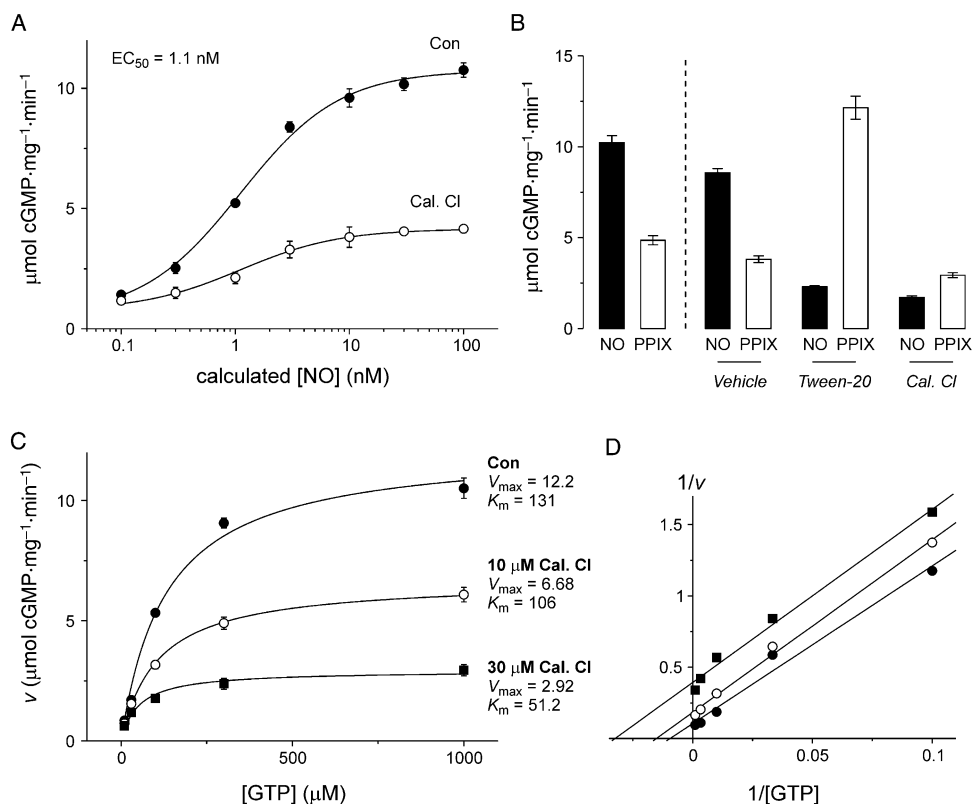 A
EC50 = 1.1 nM
Con
Cal. Cl
10
5
0
0.1
1
10
100
μmol cGMP·mg–1·min–1
calculated [NO] (nM)
B
15
10
5
0
μmol cGMP·mg–1·min–1
NO PPIX
NO PPIX
NO PPIX
NO PPIX
Vehicle
Tween-20
Cal. Cl
C
10
5
0
0
500
1000
v (μmol cGMP·mg–1·min–1)
[GTP] (μM)
Con
Vmax = 12.2
Km = 131
10 μM Cal. Cl
Vmax = 6.68
Km = 106
30 μM Cal. Cl
Vmax = 2.92
Km = 51.2
D
1/v
1.5
1
0.5
0
0.05
0.1
1/[GTP]